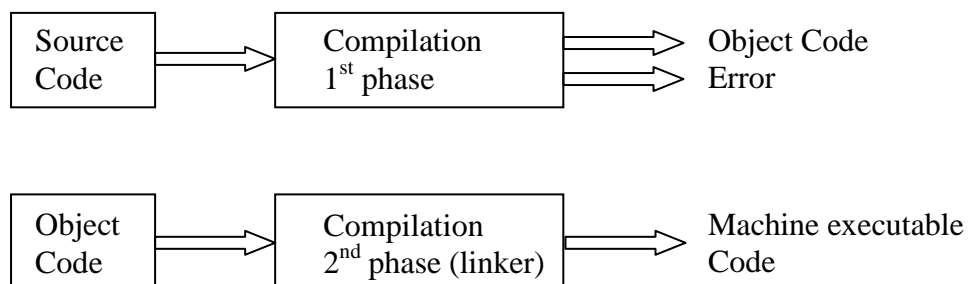 Source
Code
Compilation
1st phase
Object Code
Error
Object
Code
Compilation
2nd phase (linker)
Machine executable
Code